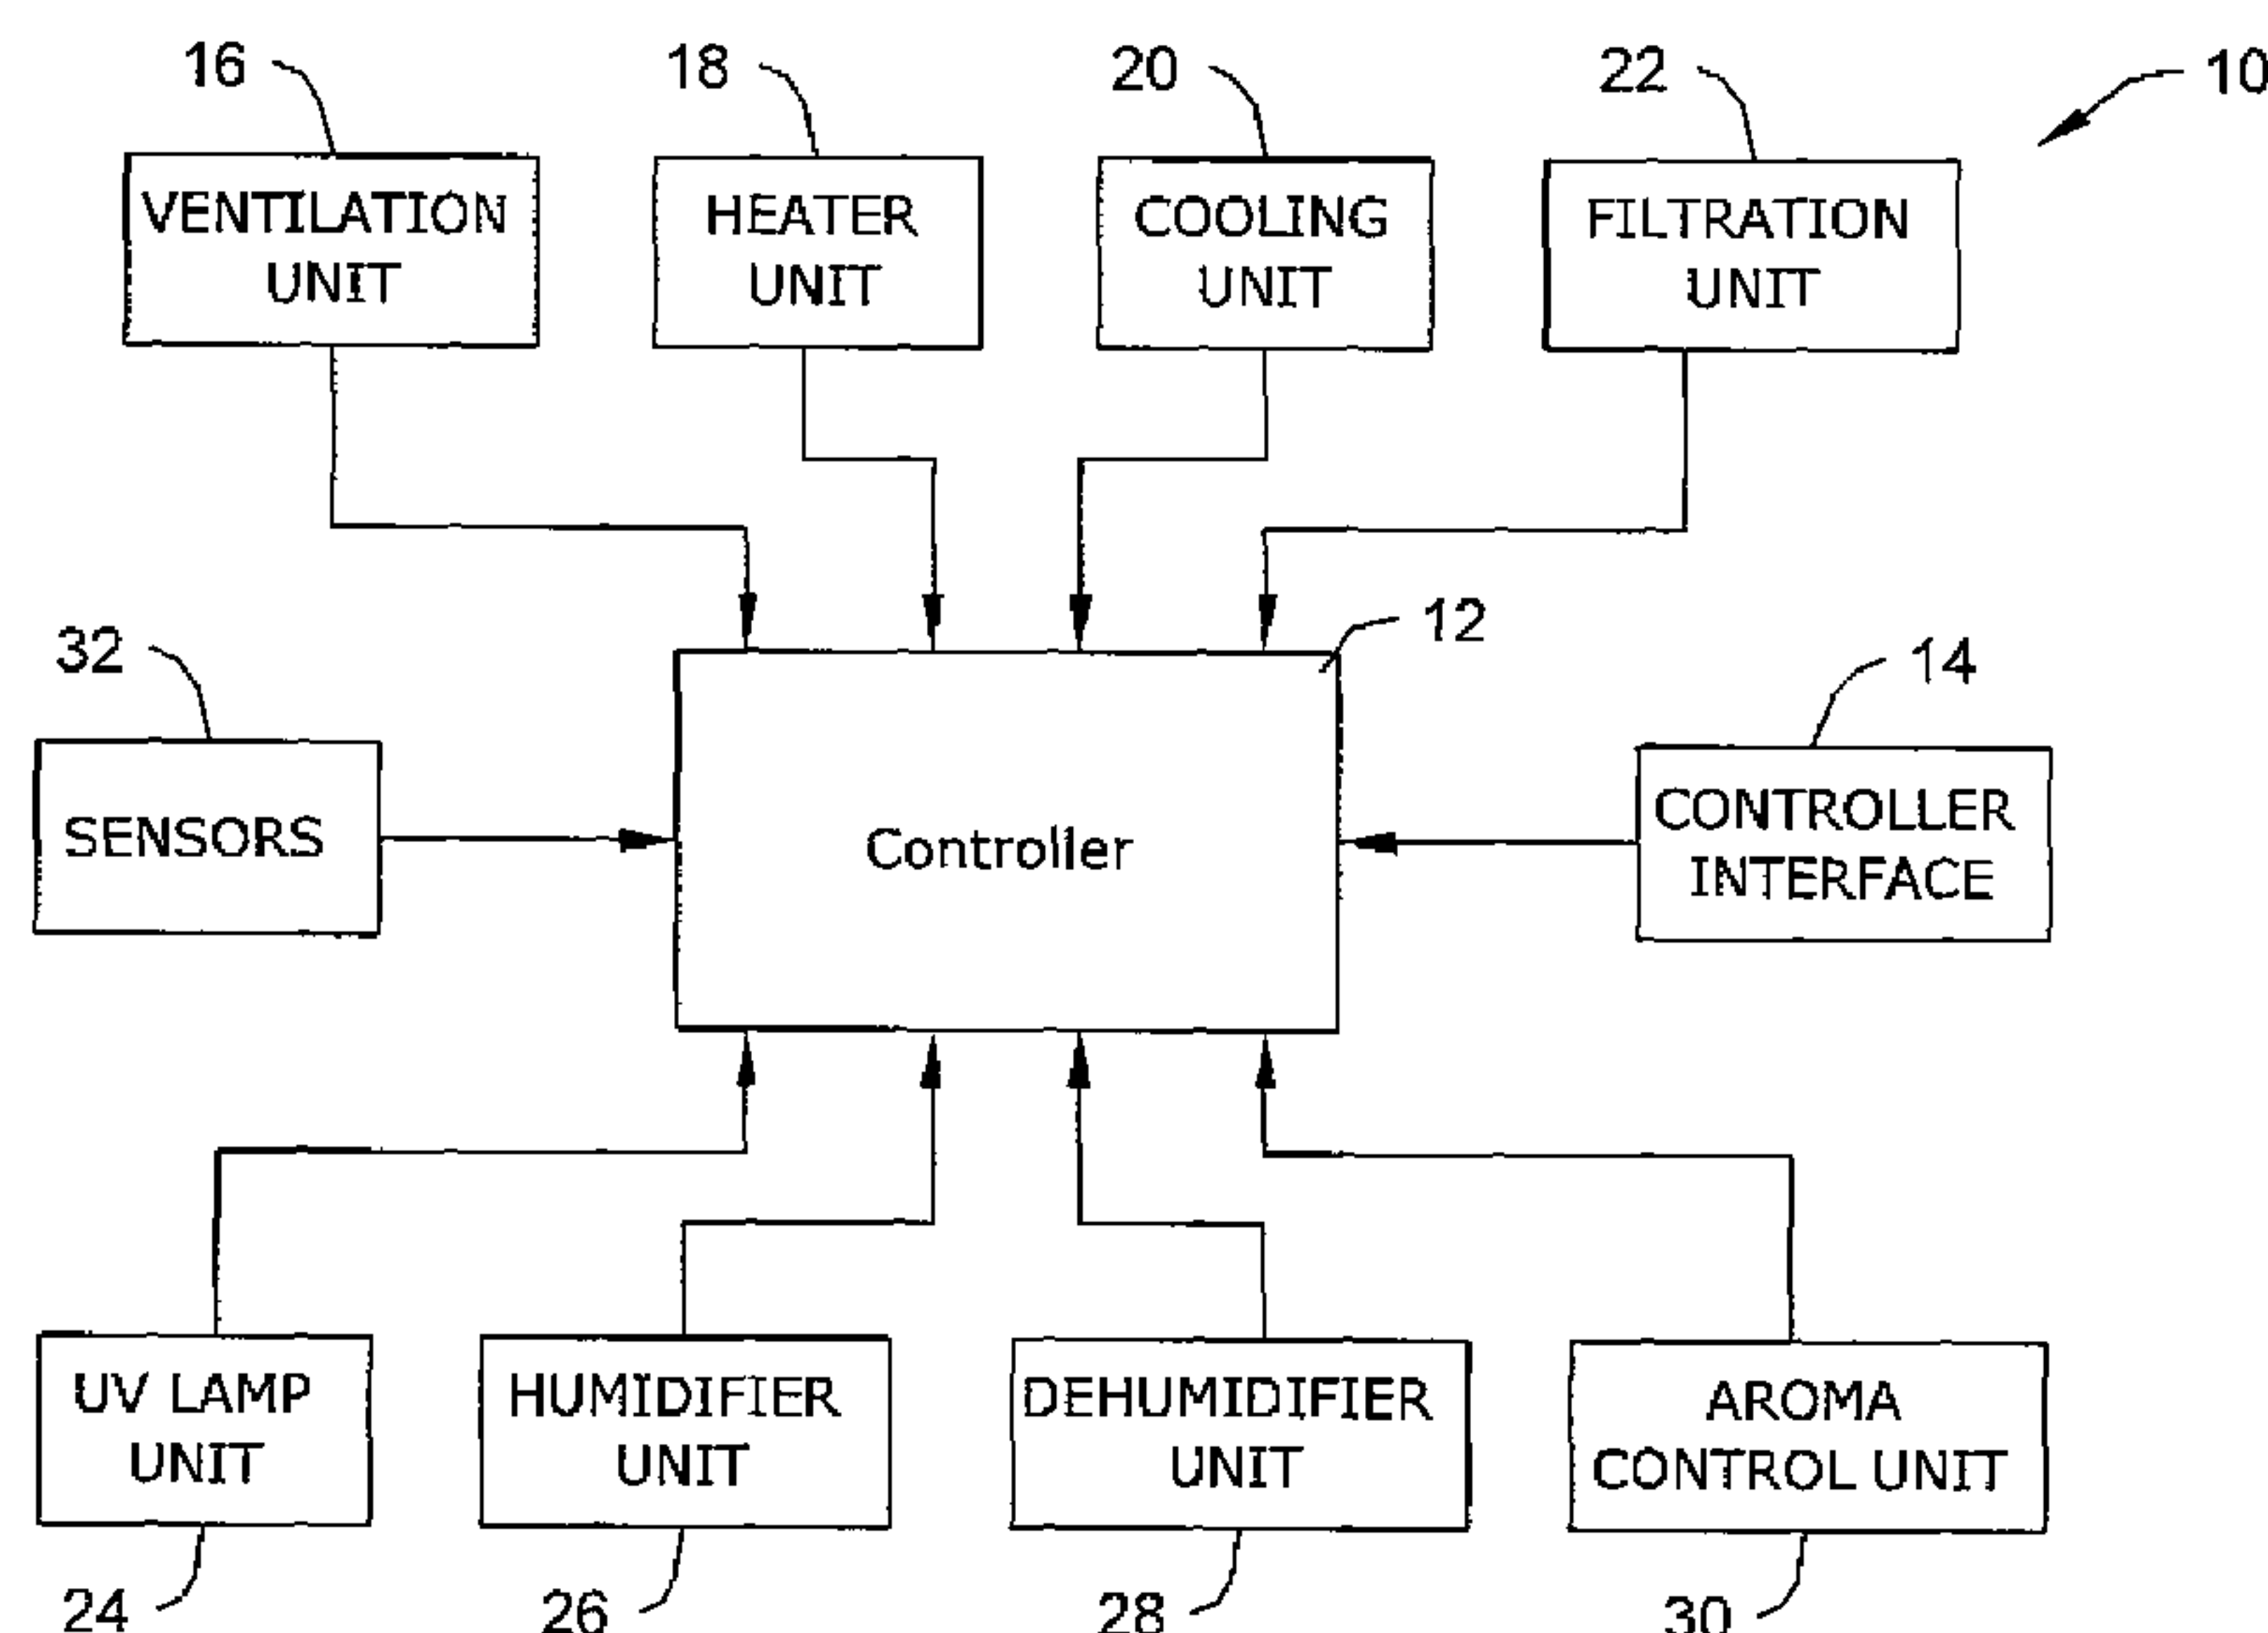 16
18
20
22
10
VENTILATION
UNIT
HEATER
UNIT
COOLING
UNIT
FILTRATION
UNIT
12
32
14
SENSORS
Controller
CONTROLLER
INTERFACE
UV LAMP
UNIT
HUMIDIFIER
UNIT
DEHUMIDIFIER
UNIT
AROMA
CONTROL UNIT
24
26
28
30